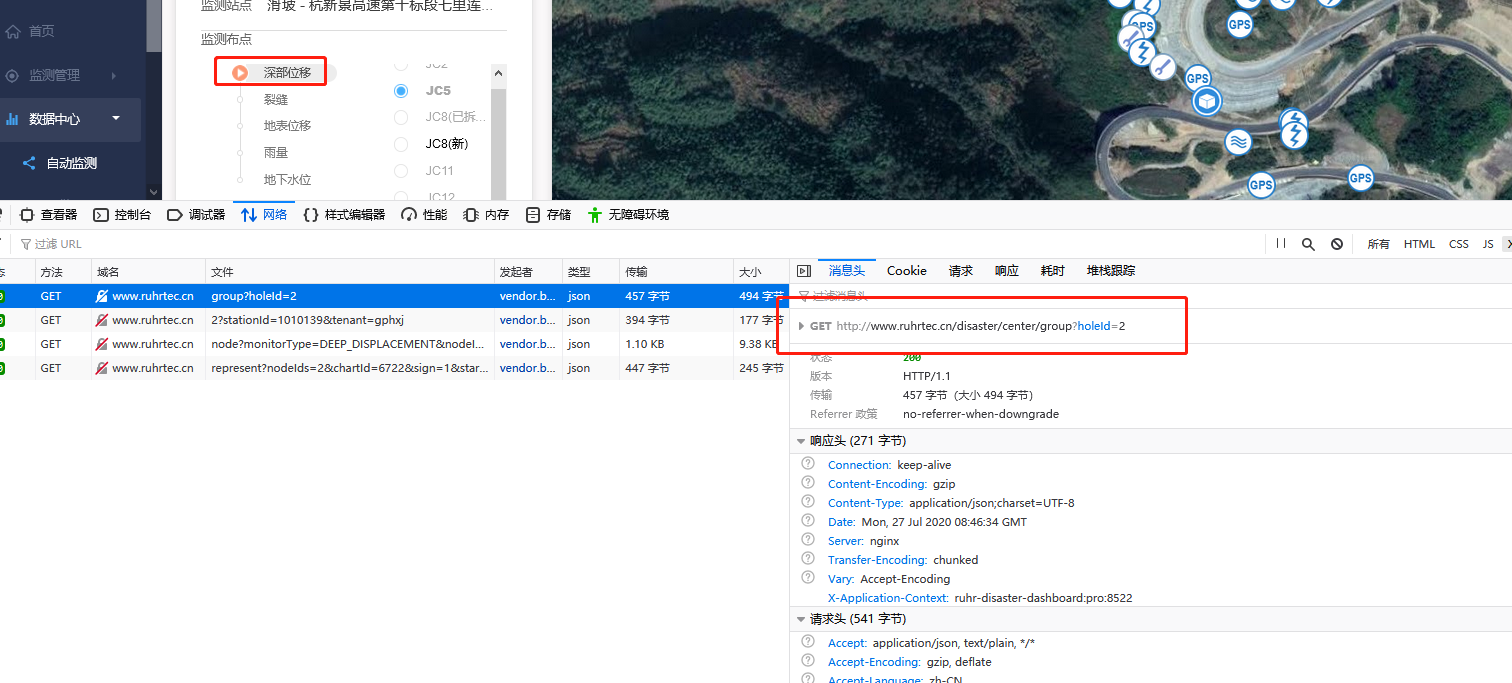 监测站点 滑坡 - 杭新景高速第十标段七里连...
首页
监测布点
监测管理
深部位移
JC2
裂缝
JC5
数据中心
地表位移
JC8(已拆...
雨量
JC8(新)
自动监测
地下水位
JC11
JC12
GPS
GPS
GPS
GPS
GPS
查看器 控制台 调试器 网络 样式编辑器 性能 内存 存储 无障碍环境
过滤 URL
所有 HTML CSS JS
方法 域名 文件 发起者 类型 传输 大小
GET www.ruhrtec.cn group?holeId=2 vendor.b... json 457 字节 494 字节
GET www.ruhrtec.cn 2?stationId=1010139&tenant=gphxj vendor.b... json 394 字节 177 字节
GET www.ruhrtec.cn node?monitorType=DEEP_DISPLACEMENT&nodeI... vendor.b... json 1.10 KB 9.38 KB
GET www.ruhrtec.cn represent?nodeIds=2&chartId=6722&sign=1&star... vendor.b... json 447 字节 245 字节
消息头 Cookie 请求 响应 耗时 堆栈跟踪
过滤消息头
GET http://www.ruhrtec.cn/disaster/center/group?holeId=2
状态 200
版本 HTTP/1.1
传输 457 字节 (大小 494 字节)
Referrer 政策 no-referrer-when-downgrade
响应头 (271 字节)
Connection: keep-alive
Content-Encoding: gzip
Content-Type: application/json;charset=UTF-8
Date: Mon, 27 Jul 2020 08:46:34 GMT
Server: nginx
Transfer-Encoding: chunked
Vary: Accept-Encoding
X-Application-Context: ruhr-disaster-dashboard:pro:8522
请求头 (541 字节)
Accept: application/json, text/plain, */*
Accept-Encoding: gzip, deflate
Accept-Language: zh-CN